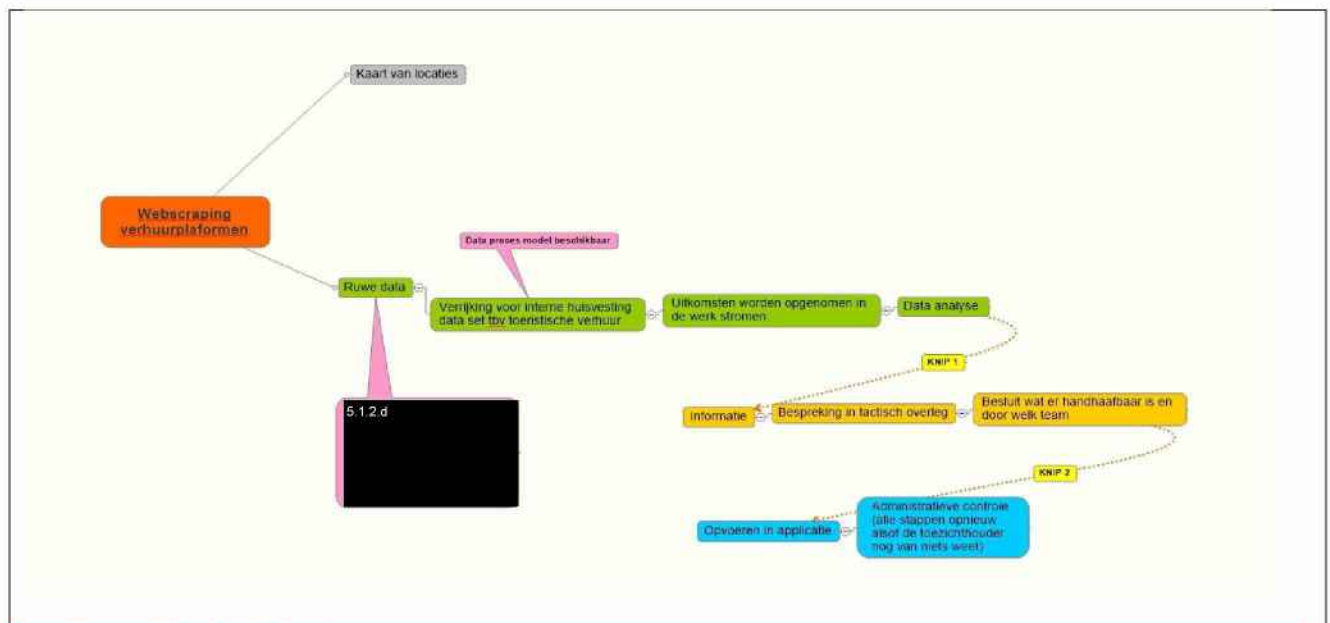 Kaart van locaties
Webscraping
verhuurplaformen
Data proses model beschikbaar
Ruwe data
Verrijking voor interne huisvesting
data set tbv toeristische verhuur
Uitkomsten worden opgenomen in
de werk stromen
Data analyse
KNIP 1
5.1.2.d
Informatie
Bespreking in tactisch overleg
Besluit wat er handhaafbaar is en
door welk team
KNIP 2
Opvoeren in applicatie
Administratieve controle
(alle stappen opnieuw
alsof de toezichthouder
nog van niets weet)